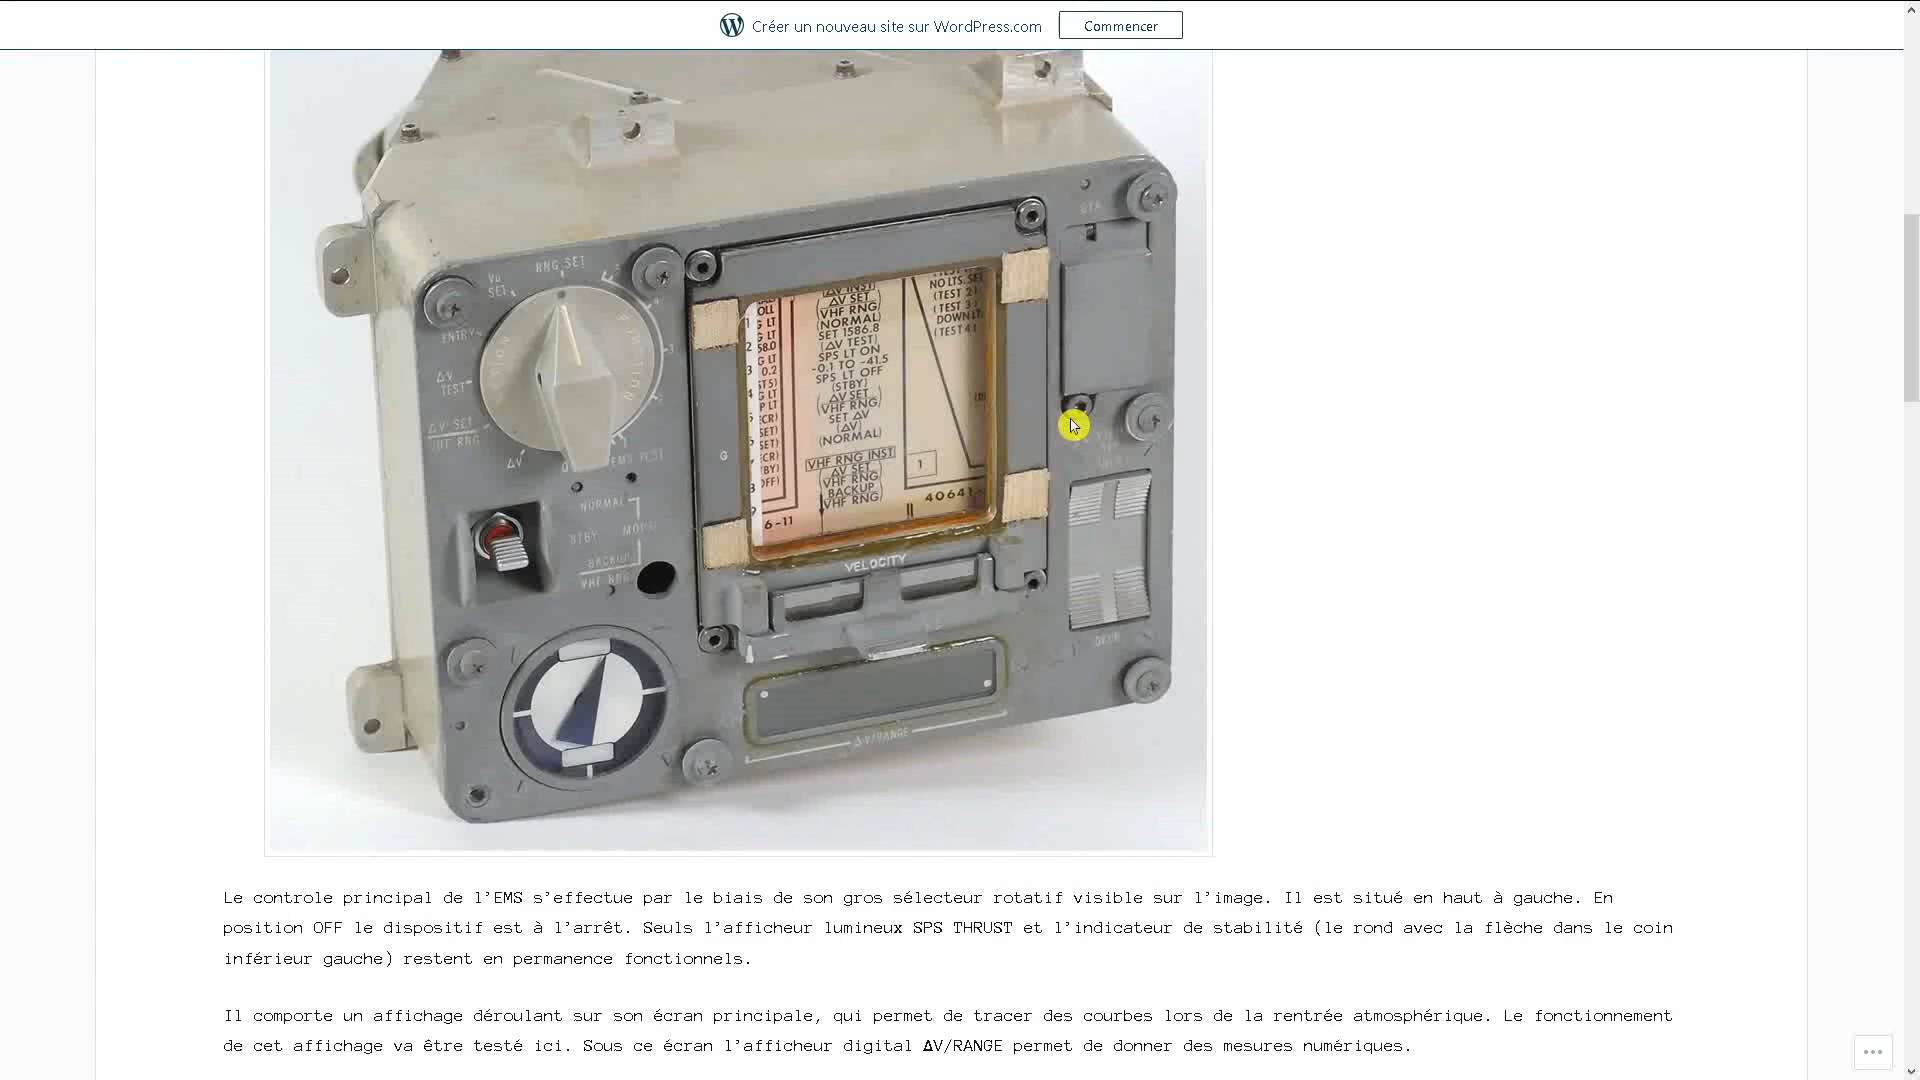 Créer un nouveau site sur WordPress.com Commencer
GTA
RNG SET
Vo
SET
ENTRY
ΔV
TEST
ΔV SET
VHF RNG
ΔV
EMS TEST
NORMAL
STBY
BACKUP
VHF RNG
NO LTS.SET
(TEST 2)
(TEST 3)
DOWN LT.
(TEST 4)
(ΔV INST)
(ΔV SET
VHF RNG)
(NORMAL)
SET 1586.8
(ΔV TEST)
SPS LT ON
-0.1 TO -41.5
SPS LT OFF
(STBY)
(ΔV SET
VHF RNG)
SET ΔV
(ΔV)
(NORMAL)
VHF RNG INST
(ΔV SET
VHF RNG)
(BACKUP
VHF RNG)
1
6-11
G
VELOCITY
ΔV/RANGE
Le controle principal de l'EMS s'effectue par le biais de son gros sélecteur rotatif visible sur l'image. Il est situé en haut à gauche. En
position OFF le dispositif est à l'arrêt. Seuls l'afficheur lumineux SPS THRUST et l'indicateur de stabilité (le rond avec la flèche dans le coin
inférieur gauche) restent en permanence fonctionnels.
Il comporte un affichage déroulant sur son écran principale, qui permet de tracer des courbes lors de la rentrée atmosphérique. Le fonctionnement
de cet affichage va être testé ici. Sous ce écran l'afficheur digital ΔV/RANGE permet de donner des mesures numériques.